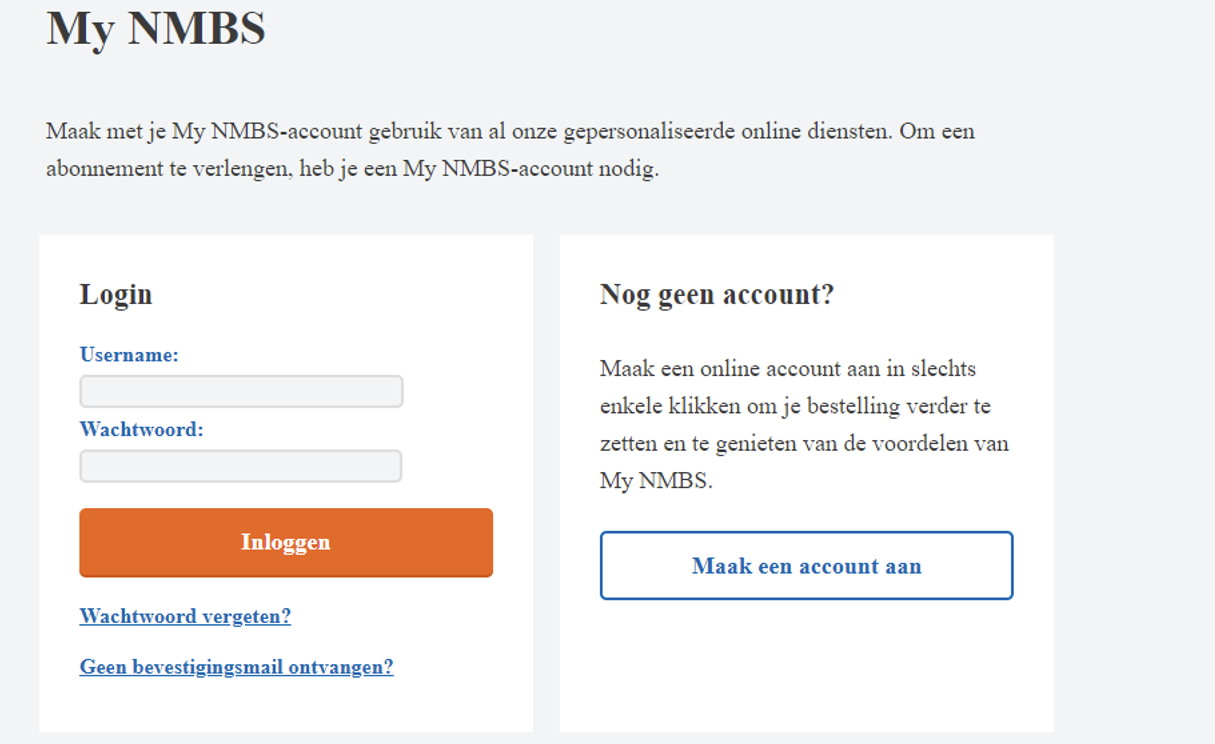 My NMBS
Maak met je My NMBS-account gebruik van al onze gepersonaliseerde online diensten. Om een
abonnement te verlengen, heb je een My NMBS-account nodig.
Login
Username:
Wachtwoord:
Inloggen
Wachtwoord vergeten?
Geen bevestigingsmail ontvangen?
Nog geen account?
Maak een online account aan in slechts
enkele klikken om je bestelling verder te
zetten en te genieten van de voordelen van
My NMBS.
Maak een account aan